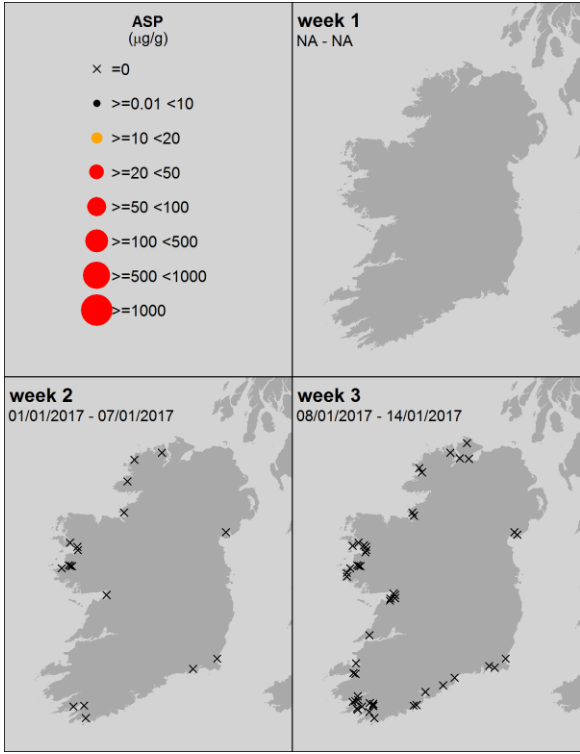 ASP
(µg/g)
=0
>=0.01 <10
>=10 <20
>=20 <50
>=50 <100
>=100 <500
>=500 <1000
>=1000
week 1
NA - NA
week 2
01/01/2017 - 07/01/2017
week 3
08/01/2017 - 14/01/2017